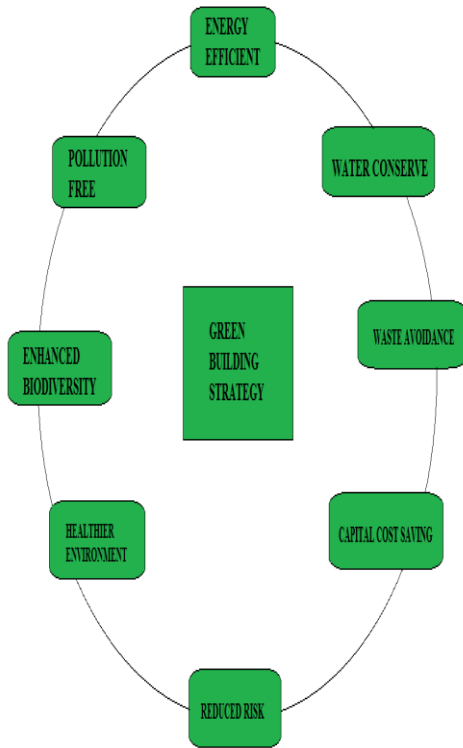 ENERGY
EFFICIENT
POLLUTION
FREE
WATER CONSERVE
GREEN
BUILDING
STRATEGY
WASTE AVOIDANCE
ENHANCED
BIODIVERSITY
HEALTHIER
ENVIRONMENT
CAPITAL COST SAVING
REDUCED RISK